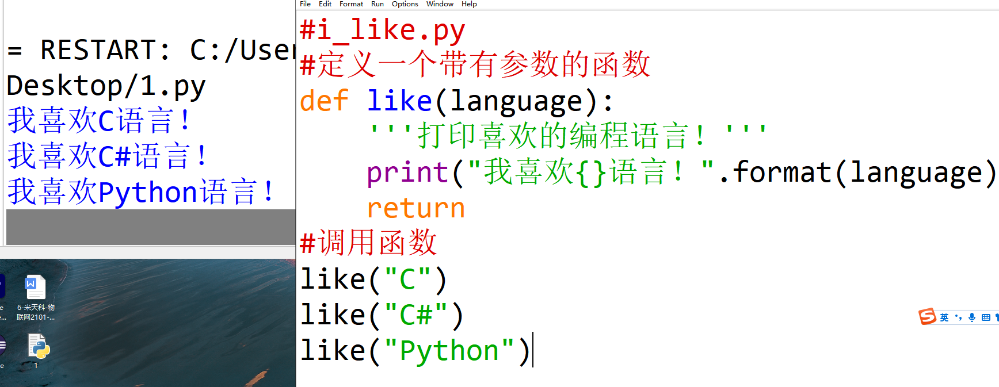 File Edit Format Run Options Window Help
= RESTART: C:/User
Desktop/1.py
我喜欢C语言！
我喜欢C#语言！
我喜欢Python语言！
#i_like.py
#定义一个带有参数的函数
def like(language):
    '''打印喜欢的编程语言！'''
    print("我喜欢{}语言！".format(language)
    return
#调用函数
like("C")
like("C#")
like("Python")
6-米天科-物
联网2101-...
1
英